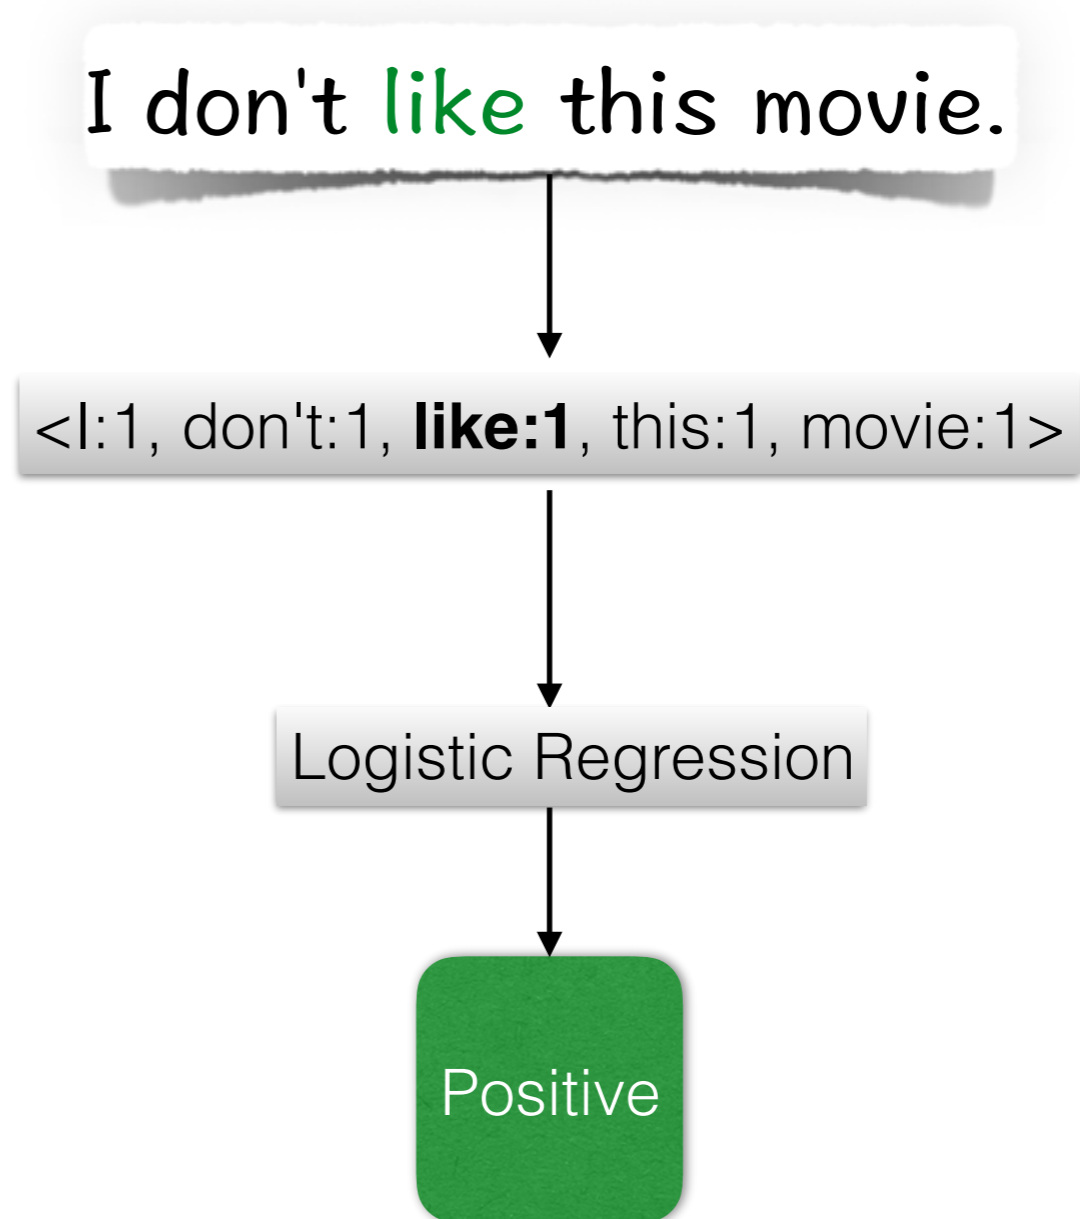 I don't like this movie.
<I:1, don't:1, like:1, this:1, movie:1>
Logistic Regression
Positive